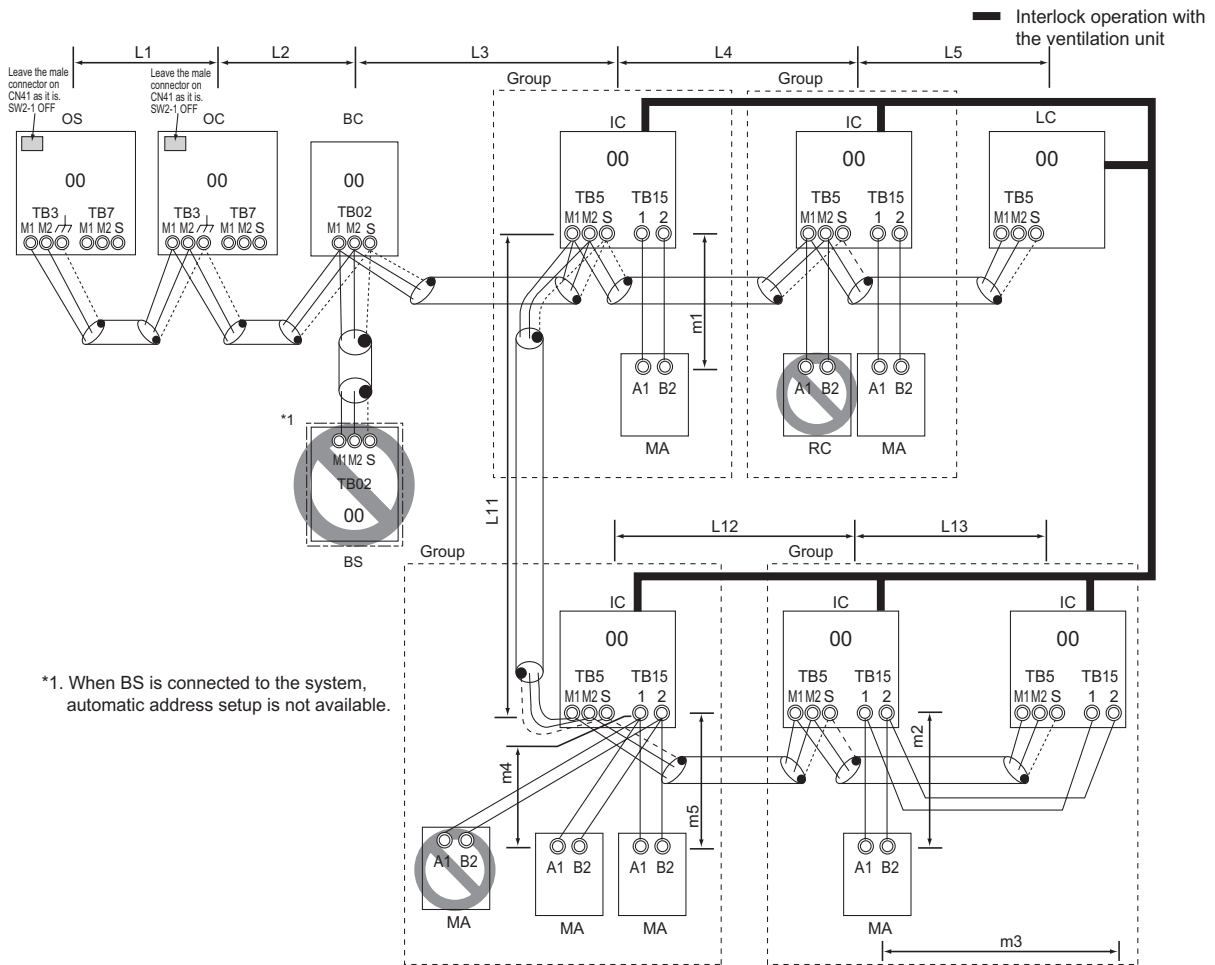 Interlock operation with
the ventilation unit
L1 L2 L3 L4 L5
Leave the male
connector on
CN41 as it is.
SW2-1 OFF
Leave the male
connector on
CN41 as it is.
SW2-1 OFF
Group Group
OS OC BC IC IC LC
00 00 00 00 00 00
TB3 TB7 TB3 TB7 TB02 TB5 TB15 TB5 TB15 TB5
M1 M2 M1 M2 S M1 M2 M1 M2 S M1 M2 S M1 M2 S 1 2 M1 M2 S 1 2 M1 M2 S
m1
A1 B2 A1 B2 A1 B2
MA RC MA
*1
M1 M2 S
TB02
00
BS
L11
L12 L13
Group Group
IC IC IC
00 00 00
TB5 TB15 TB5 TB15 TB5 TB15
M1 M2 S 1 2 M1 M2 S 1 2 M1 M2 S 1 2
*1. When BS is connected to the system,
automatic address setup is not available.
m4 m5 m2
A1 B2 A1 B2 A1 B2 A1 B2
MA MA MA MA
m3